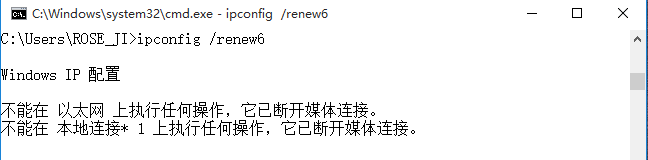 C:\Windows\system32\cmd.exe - ipconfig /renew6
C:\Users\ROSE_JI>ipconfig /renew6
Windows IP 配置
不能在 以太网 上执行任何操作，它已断开媒体连接。
不能在 本地连接* 1 上执行任何操作，它已断开媒体连接。